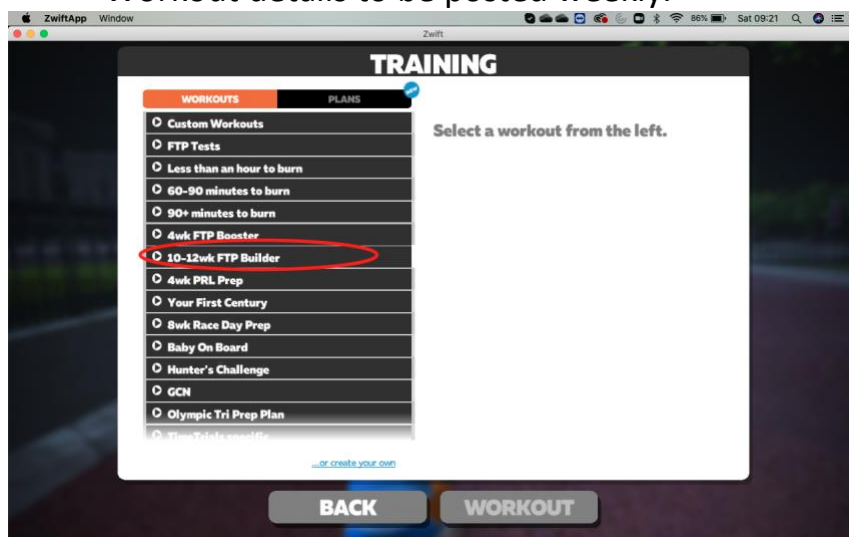 Workout details to be posted weekly.
ZwiftApp Window 86% Sat 09:21
Zwift
TRAINING
WORKOUTS PLANS NEW
Custom Workouts
FTP Tests
Less than an hour to burn
60-90 minutes to burn
90+ minutes to burn
4wk FTP Booster
10-12wk FTP Builder
4wk PRL Prep
Your First Century
8wk Race Day Prep
Baby On Board
Hunter's Challenge
GCN
Olympic Tri Prep Plan
TimeTrials specific
Select a workout from the left.
...or create your own
BACK WORKOUT